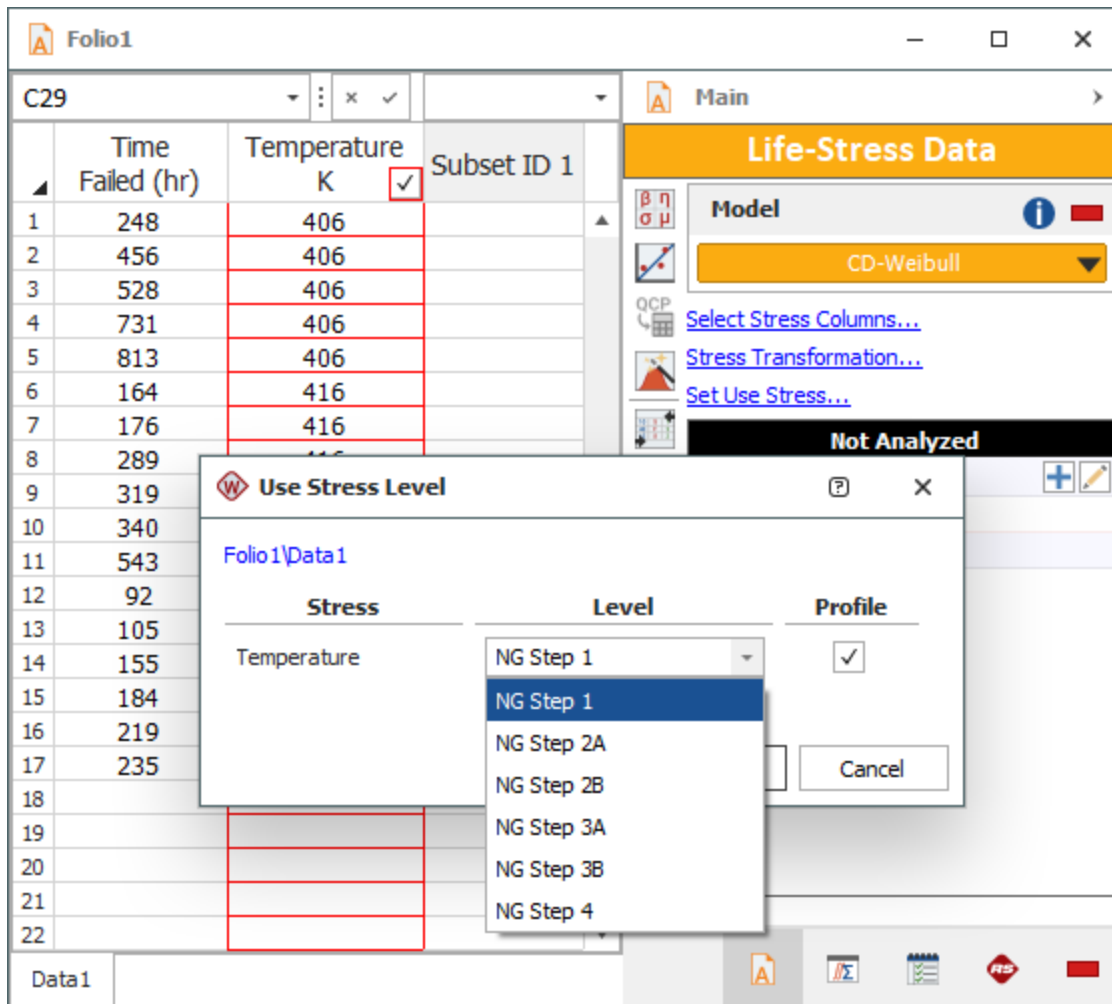 Folio1
C29
Main
Time Failed (hr)
Temperature K
Subset ID 1
Life-Stress Data
β η
σ μ
Model
CD-Weibull
QCP
Select Stress Columns...
Stress Transformation...
Set Use Stress...
Not Analyzed
1 248 406
2 456 406
3 528 406
4 731 406
5 813 406
6 164 416
7 176 416
8 289
9 319
10 340
11 543
12 92
13 105
14 155
15 184
16 219
17 235
18
19
20
21
22
Use Stress Level
Folio1\Data1
Stress Level Profile
Temperature NG Step 1
NG Step 1
NG Step 2A
NG Step 2B
NG Step 3A
NG Step 3B
NG Step 4
Cancel
Data1